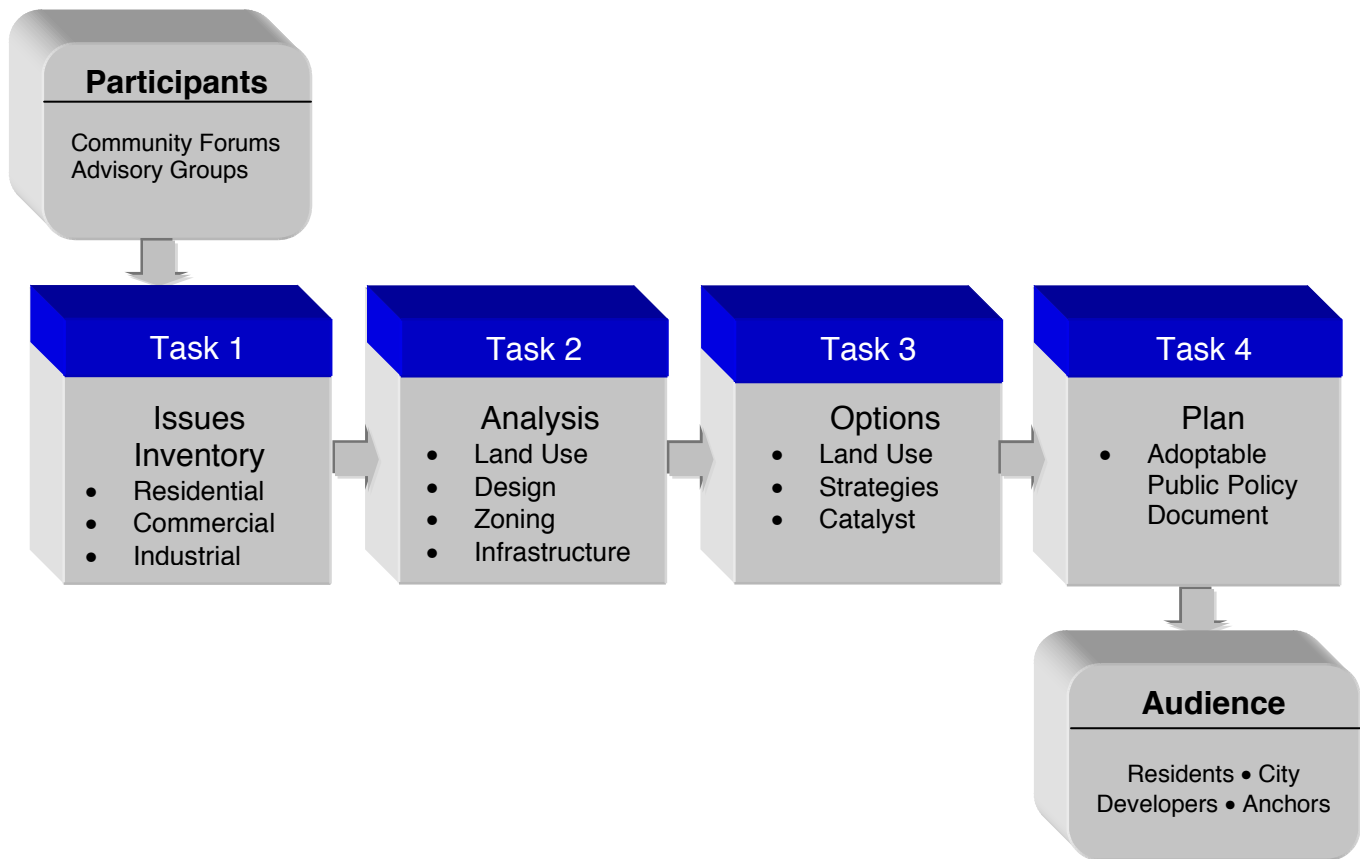 Participants
Community Forums
Advisory Groups
Task 1
Issues
Inventory
• Residential
• Commercial
• Industrial
Task 2
Analysis
• Land Use
• Design
• Zoning
• Infrastructure
Task 3
Options
• Land Use
• Strategies
• Catalyst
Task 4
Plan
• Adoptable
Public Policy
Document
Audience
Residents • City
Developers • Anchors